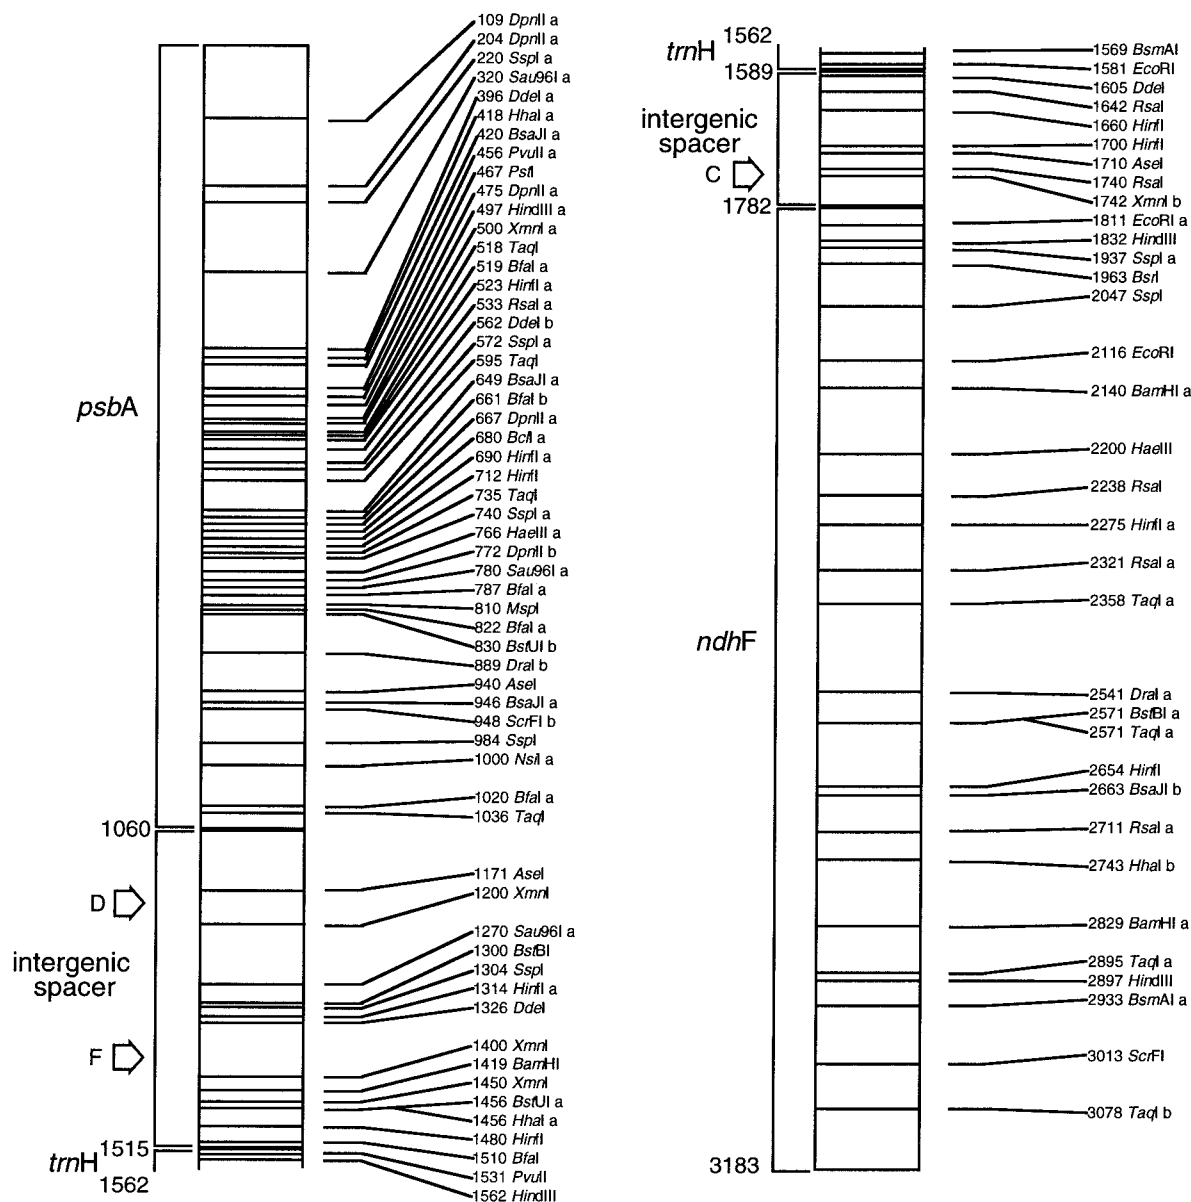 109 DpnII a
204 DpnII a
220 SspI a
320 Sau96I a
396 DdeI a
418 HhaI a
420 BsaJI a
456 PvuII a
467 PstI
475 DpnII a
497 HindIII a
500 XmnI a
518 TaqI
519 BfaI a
523 HinfI a
533 RsaI a
562 DdeI b
572 SspI a
595 TaqI
649 BsaJI a
661 BfaI b
667 DpnII a
680 BclI a
690 HinfI a
712 HinfI
735 TaqI
740 SspI a
766 HaeIII a
772 DpnII b
780 Sau96I a
787 BfaI a
810 MspI
822 BfaI a
830 BstUI b
889 DraI b
940 AseI
946 BsaJI a
948 ScrFI b
984 SspI
1000 NsiI a
1020 BfaI a
1036 TaqI
psbA
1060
1171 AseI
1200 XmnI
D
1270 Sau96I a
1300 BstBI
1304 SspI
1314 HinfI a
1326 DdeI
intergenic
spacer
F
1400 XmnI
1419 BamHI
1450 XmnI
1456 BstUI a
1456 HhaI a
1480 HinfI
1510 BfaI
1531 PvuII
1562 HindIII
trnH 1515
1562
trnH
1562
1589
1569 BsmAI
1581 EcoRI
1605 DdeI
1642 RsaI
1660 HinfI
1700 HinfI
1710 AseI
1740 RsaI
1742 XmnI b
intergenic
spacer
C
1782
1811 EcoRI a
1832 HindIII
1937 SspI a
1963 BsrI
2047 SspI
2116 EcoRI
2140 BamHI a
2200 HaeIII
2238 RsaI
2275 HinfI a
2321 RsaI a
2358 TaqI a
ndhF
2541 DraI a
2571 BstBI a
2571 TaqI a
2654 HinfI
2663 BsaJI b
2711 RsaI a
2743 HhaI b
2829 BamHI a
2895 TaqI a
2897 HindIII
2933 BsmAI a
3013 ScrFI
3078 TaqI b
3183